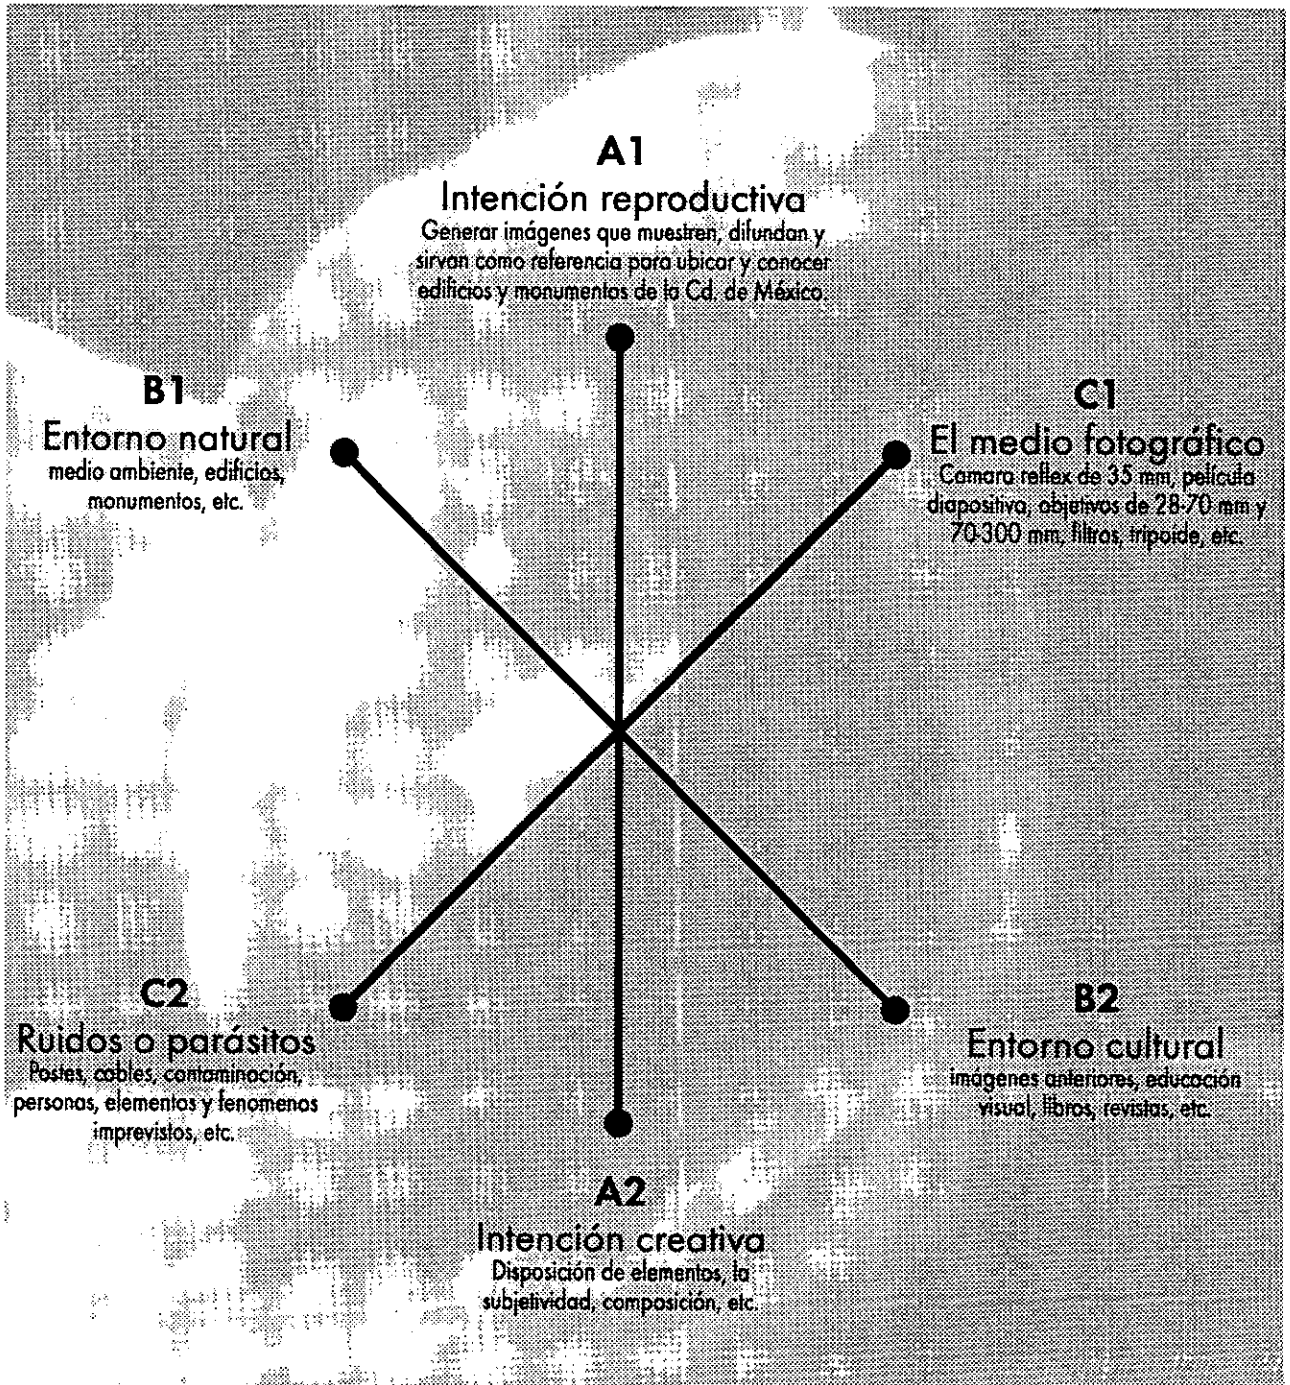 A1
Intención reproductiva
Generar imágenes que muestren, difundan y
sirvan como referencia para ubicar y conocer
edificios y monumentos de la Cd. de México.
B1
Entorno natural
medio ambiente, edificios,
monumentos, etc.
C1
El medio fotográfico
Camara reflex de 35 mm, película
diapositiva, objetivos de 28-70 mm y
70-300 mm, filtros, tripoide, etc.
C2
Ruidos o parásitos
Postes, cables, contaminación,
personas, elementos y fenomenos
imprevistos, etc.
B2
Entorno cultural
imágenes anteriores, educación
visual, libros, revistas, etc.
A2
Intención creativa
Disposición de elementos, la
subjetividad, composición, etc.